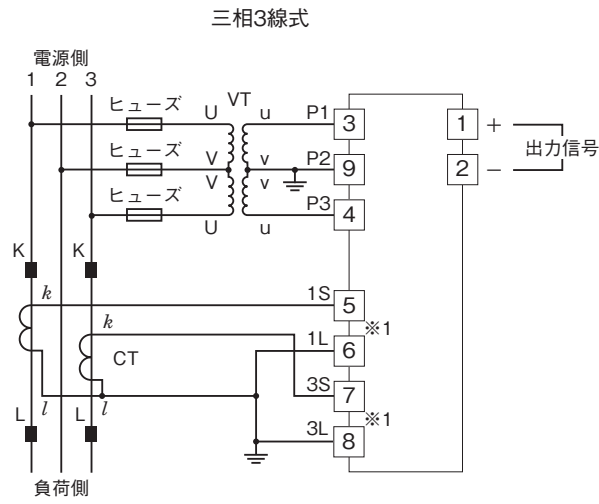 三相3線式
電源側
1 2 3
ヒューズ
VT
U u P1 3
1 +
出力信号
2 −
ヒューズ
V v P2 9
V v
ヒューズ
P3 4
U u
K K
k 1S 5
※1
k 1L 6
CT
3S 7
※1
L l L l
3L 8
負荷側